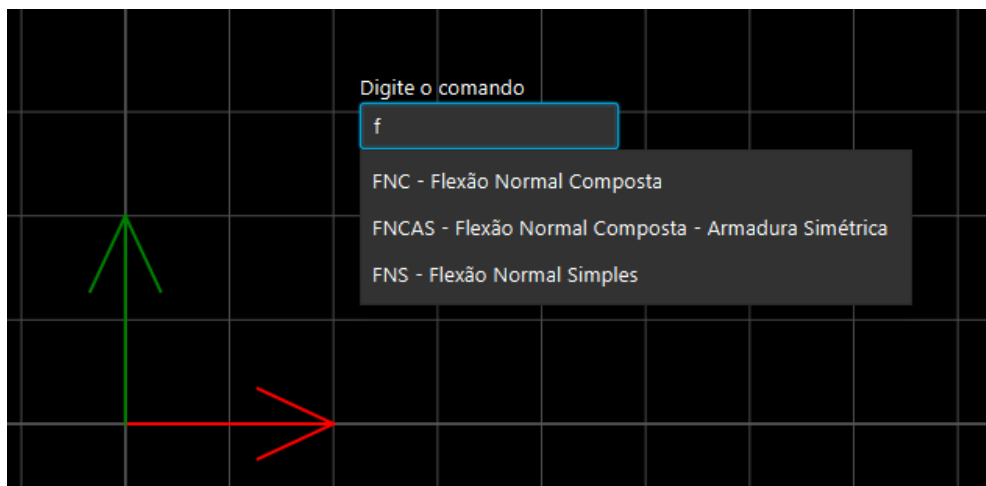 Digite o comando
f
FNC - Flexão Normal Composta
FNCAS - Flexão Normal Composta - Armadura Simétrica
FNS - Flexão Normal Simples